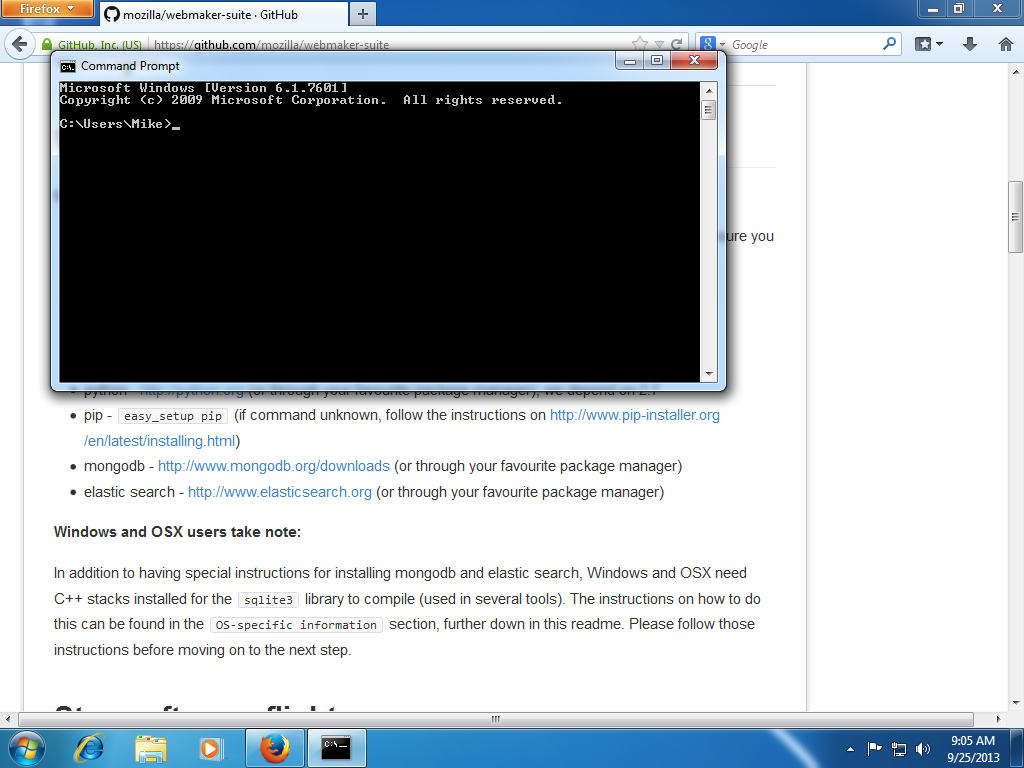 Firefox
mozilla/webmaker-suite · GitHub
GitHub, Inc. (US) https://github.com/mozilla/webmaker-suite
Google
Command Prompt
Microsoft Windows [Version 6.1.7601]
Copyright (c) 2009 Microsoft Corporation.  All rights reserved.
C:\Users\Mike>_
ure you
python - http://python.org (or through your favourite package manager), we depend on 2.7
pip - easy_setup pip (if command unknown, follow the instructions on http://www.pip-installer.org
/en/latest/installing.html)
mongodb - http://www.mongodb.org/downloads (or through your favourite package manager)
elastic search - http://www.elasticsearch.org (or through your favourite package manager)
Windows and OSX users take note:
In addition to having special instructions for installing mongodb and elastic search, Windows and OSX need
C++ stacks installed for the sqlite3 library to compile (used in several tools). The instructions on how to do
this can be found in the OS-specific information section, further down in this readme. Please follow those
instructions before moving on to the next step.
9:05 AM
9/25/2013